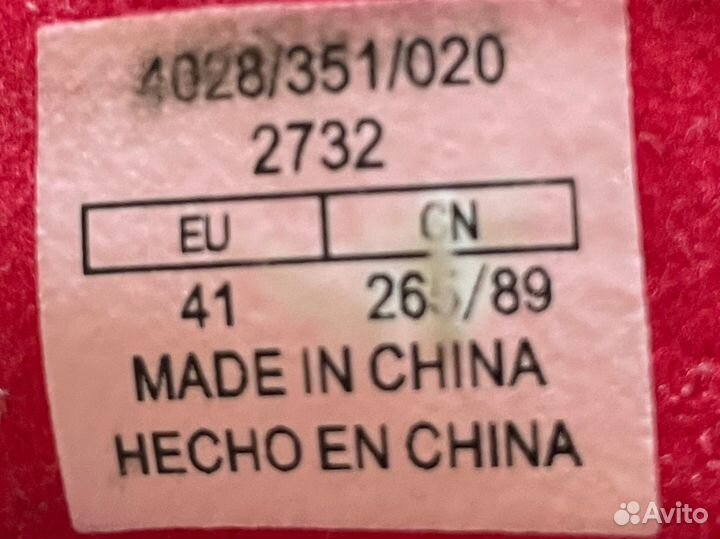 4028/351/020
2732
EU CN
41 265/89
MADE IN CHINA
HECHO EN CHINA
Avito